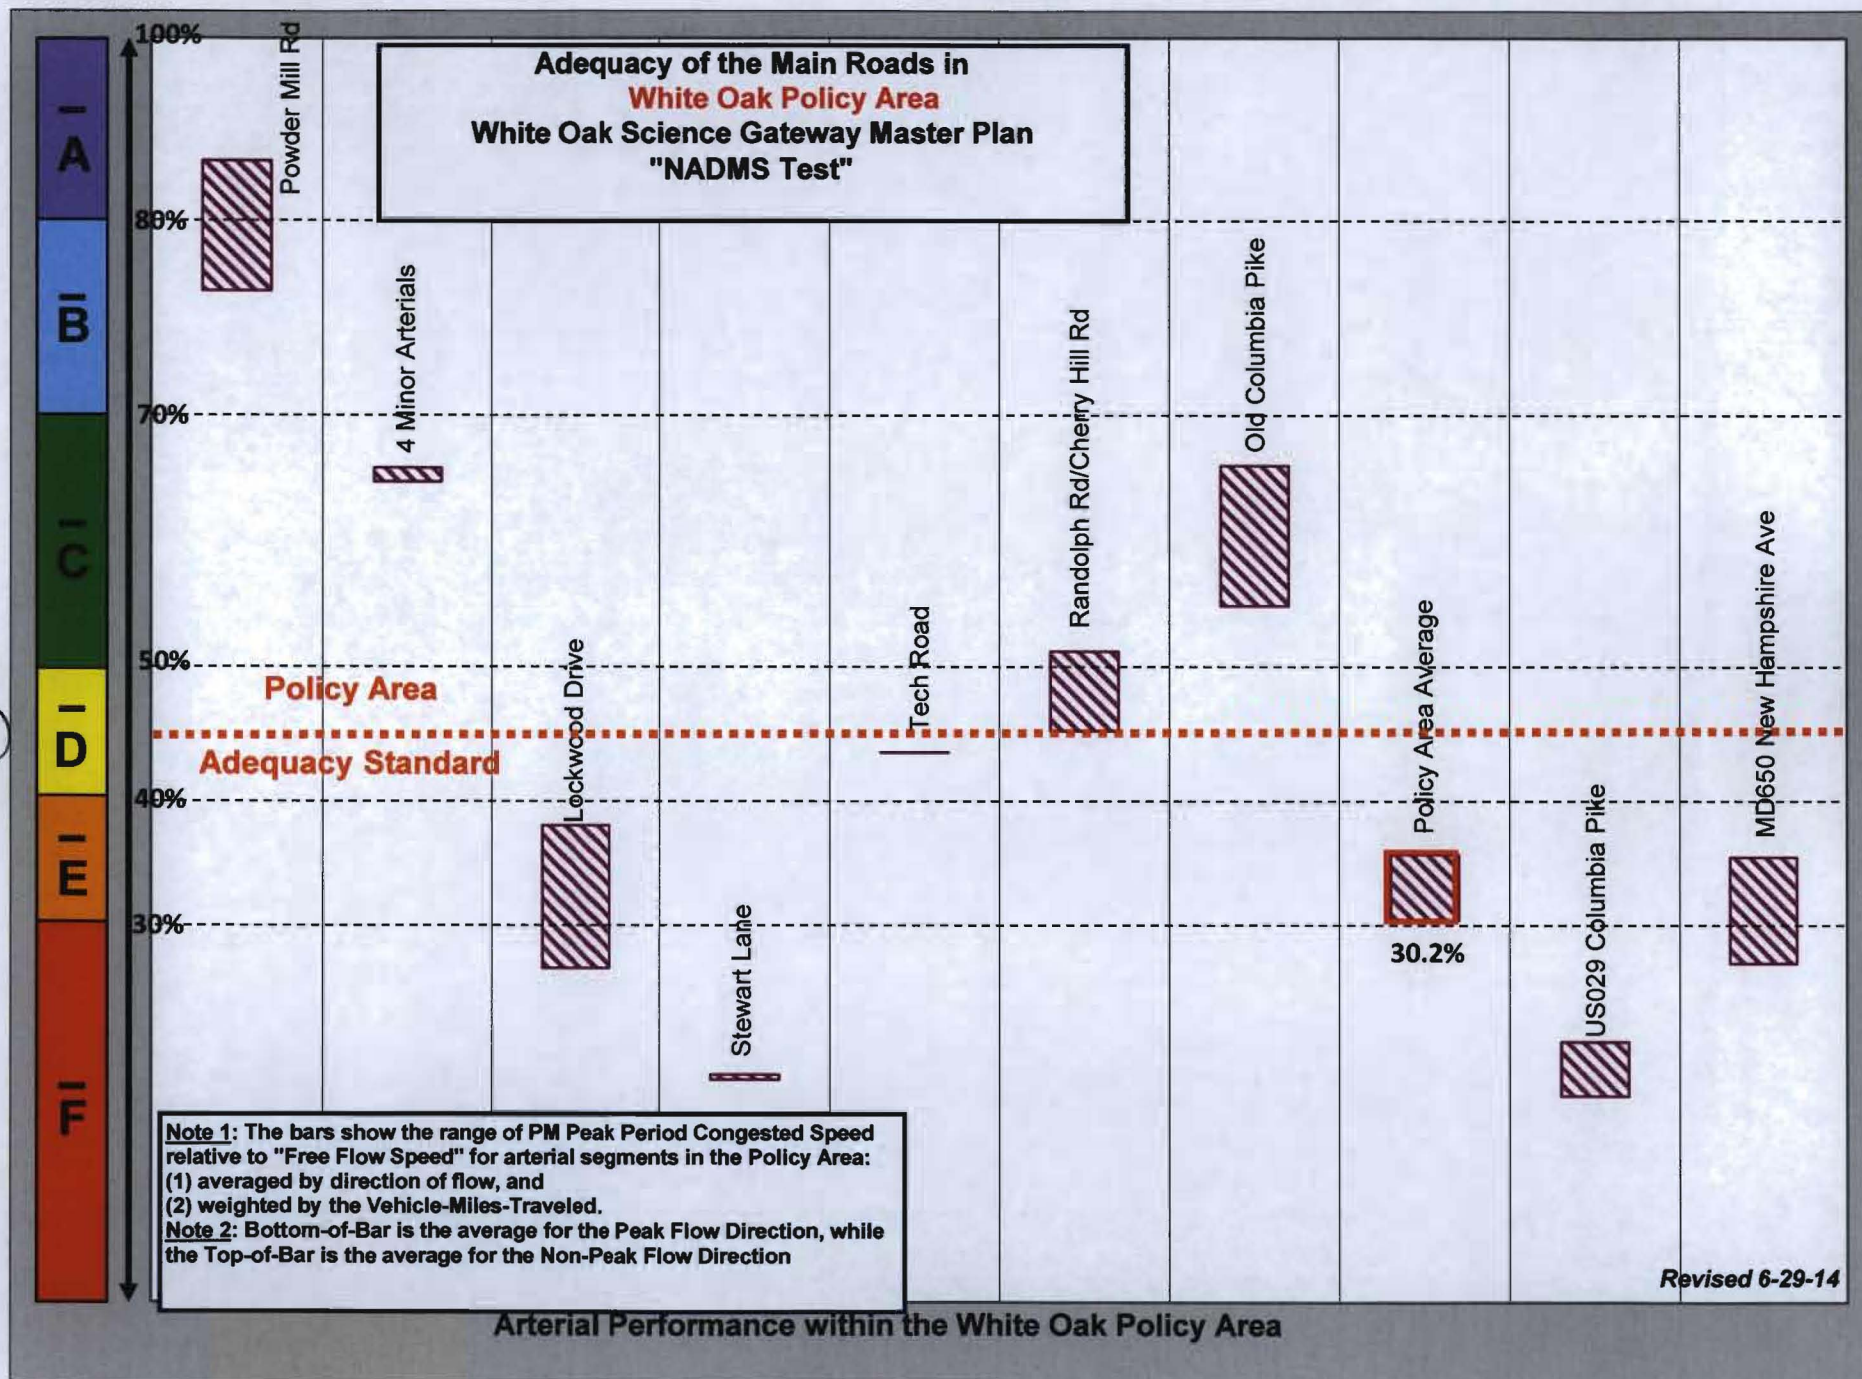 Adequacy of the Main Roads in
White Oak Policy Area
White Oak Science Gateway Master Plan
"NADMS Test"
100%
80%
70%
50%
40%
30%
A
B
C
D
E
F
Powder Mill Rd
4 Minor Arterials
Lockwood Drive
Stewart Lane
Tech Road
Randolph Rd/Cherry Hill Rd
Old Columbia Pike
Policy Area Average
US029 Columbia Pike
MD650 New Hampshire Ave
Policy Area
Adequacy Standard
30.2%
Note 1: The bars show the range of PM Peak Period Congested Speed
relative to "Free Flow Speed" for arterial segments in the Policy Area:
(1) averaged by direction of flow, and
(2) weighted by the Vehicle-Miles-Traveled.
Note 2: Bottom-of-Bar is the average for the Peak Flow Direction, while
the Top-of-Bar is the average for the Non-Peak Flow Direction
Revised 6-29-14
Arterial Performance within the White Oak Policy Area